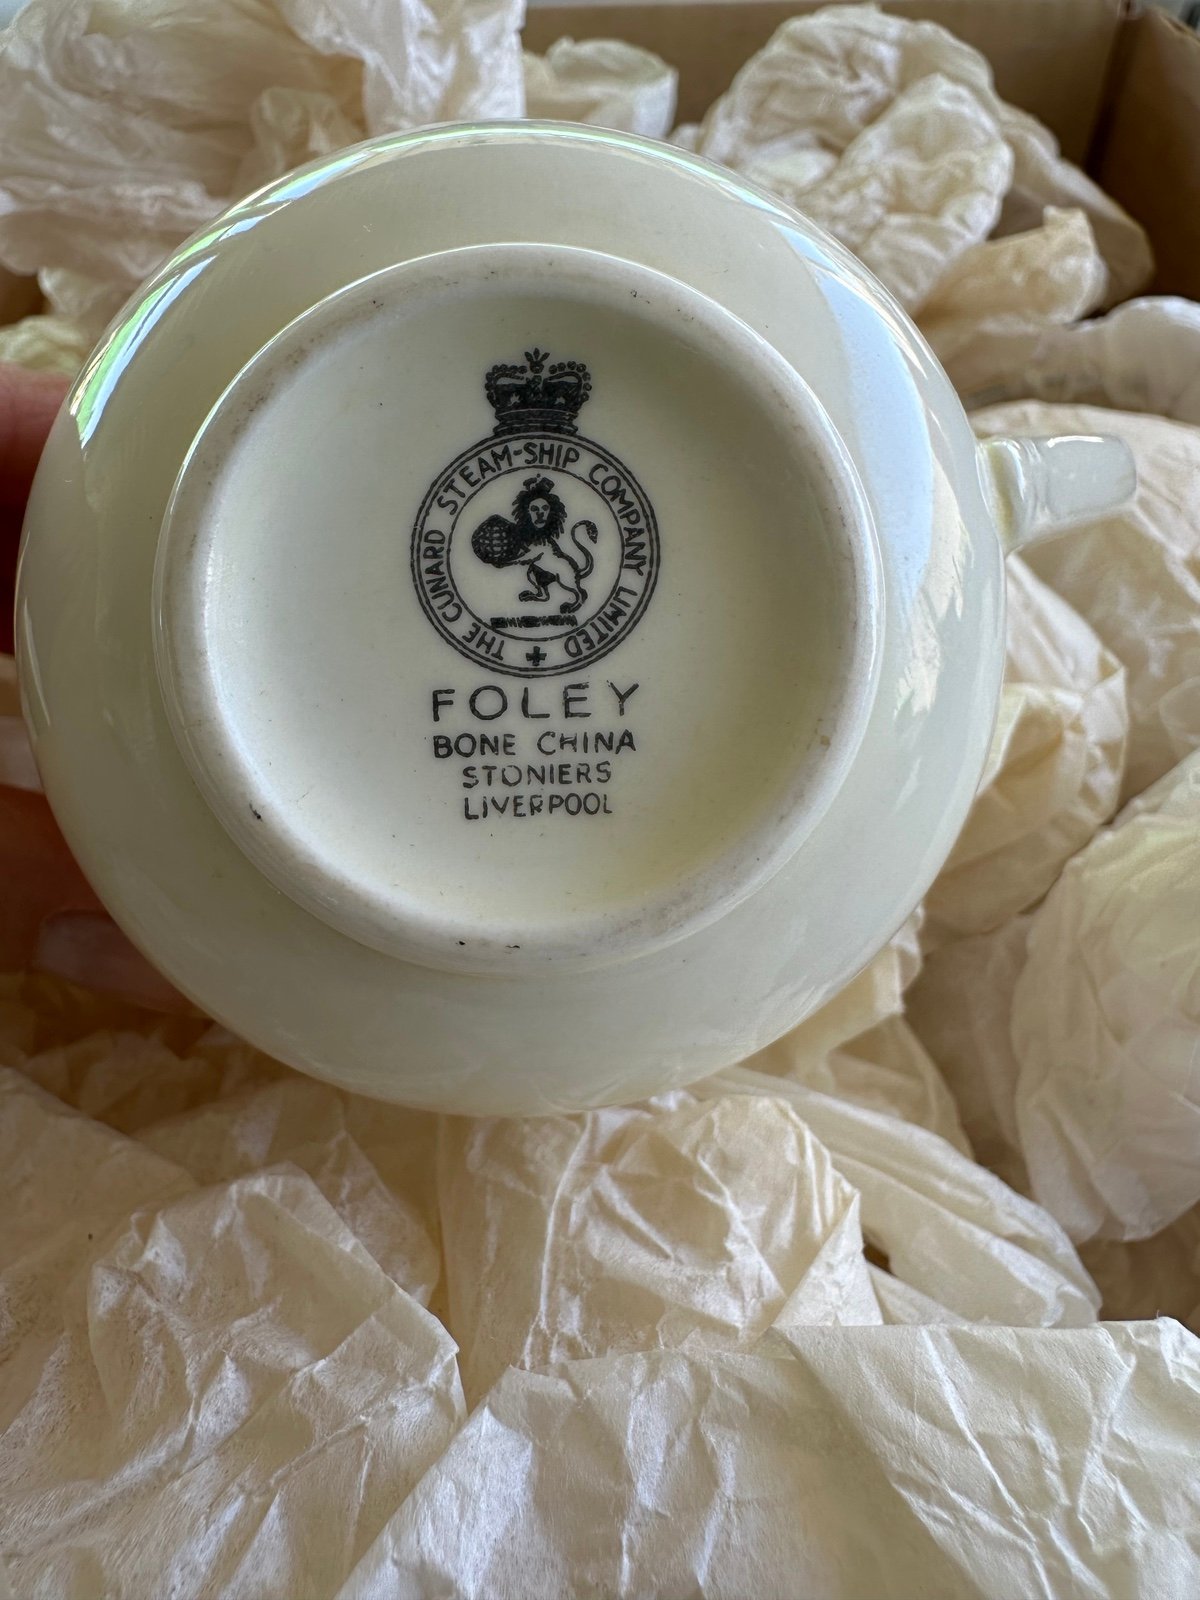 THE CUNARD STEAM-SHIP COMPANY LIMITED
FOLEY
BONE CHINA
STONIERS
LIVERPOOL